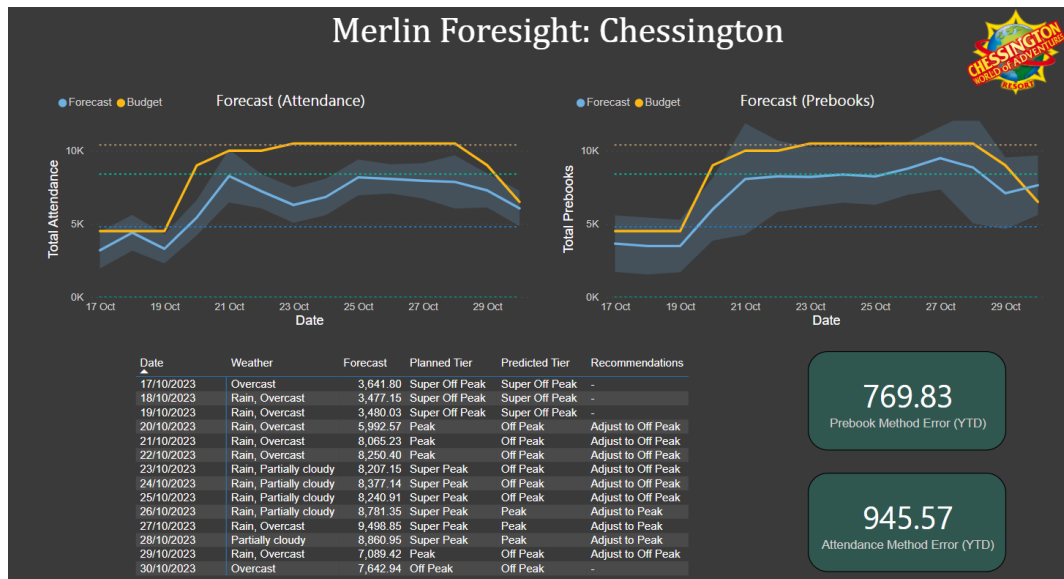 Merlin Foresight: Chessington
CHESSINGTON
WORLD OF ADVENTURES
RESORT
Forecast Budget Forecast (Attendance)
Total Attendance
10K
5K
0K
17 Oct 19 Oct 21 Oct 23 Oct 25 Oct 27 Oct 29 Oct
Date
Forecast Budget Forecast (Prebooks)
Total Prebooks
10K
5K
0K
17 Oct 19 Oct 21 Oct 23 Oct 25 Oct 27 Oct 29 Oct
Date
Date Weather Forecast Planned Tier Predicted Tier Recommendations
17/10/2023 Overcast 3,641.80 Super Off Peak Super Off Peak -
18/10/2023 Rain, Overcast 3,477.15 Super Off Peak Super Off Peak -
19/10/2023 Rain, Overcast 3,480.03 Super Off Peak Super Off Peak -
20/10/2023 Rain, Overcast 5,992.57 Peak Off Peak Adjust to Off Peak
21/10/2023 Rain, Overcast 8,065.23 Peak Off Peak Adjust to Off Peak
22/10/2023 Rain, Overcast 8,250.40 Peak Off Peak Adjust to Off Peak
23/10/2023 Rain, Partially cloudy 8,207.15 Super Peak Off Peak Adjust to Off Peak
24/10/2023 Rain, Partially cloudy 8,377.14 Super Peak Off Peak Adjust to Off Peak
25/10/2023 Rain, Partially cloudy 8,240.91 Super Peak Off Peak Adjust to Off Peak
26/10/2023 Rain, Partially cloudy 8,781.35 Super Peak Peak Adjust to Peak
27/10/2023 Rain, Overcast 9,498.85 Super Peak Peak Adjust to Peak
28/10/2023 Partially cloudy 8,860.95 Super Peak Peak Adjust to Peak
29/10/2023 Rain, Overcast 7,089.42 Peak Off Peak Adjust to Off Peak
30/10/2023 Overcast 7,642.94 Off Peak Off Peak -
769.83
Prebook Method Error (YTD)
945.57
Attendance Method Error (YTD)